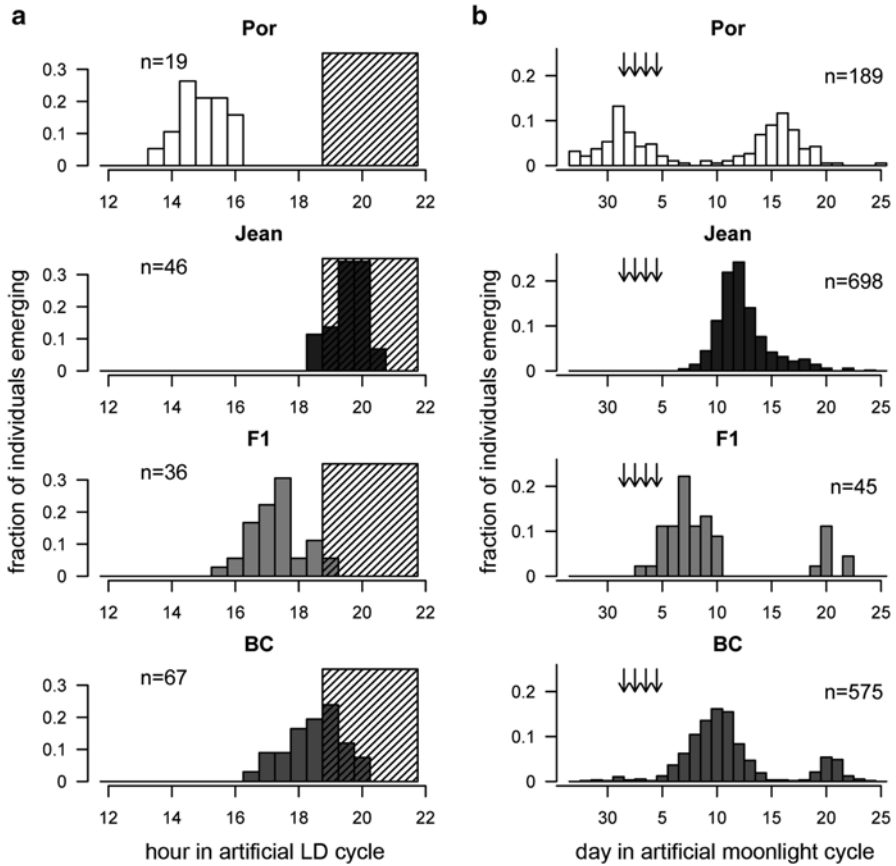 a
Por
n=19
0.3
0.2
0.1
0
12 14 16 18 20 22
Jean
n=46
0.3
0.2
0.1
0
12 14 16 18 20 22
F1
n=36
0.3
0.2
0.1
0
12 14 16 18 20 22
BC
n=67
0.3
0.2
0.1
0
12 14 16 18 20 22
fraction of individuals emerging
hour in artificial LD cycle
b
Por
n=189
0.2
0.1
0
30 5 10 15 20 25
Jean
n=698
0.2
0.1
0
30 5 10 15 20 25
F1
n=45
0.2
0.1
0
30 5 10 15 20 25
BC
n=575
0.2
0.1
0
30 5 10 15 20 25
fraction of individuals emerging
day in artificial moonlight cycle